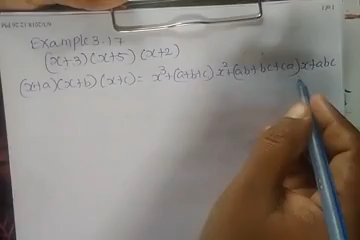 Example 3.17
(x+3)(x+5)(x+2)
(x+a)(x+b)(x+c) = x³+(a+b+c)x²+(ab+bc+ca)x+abc